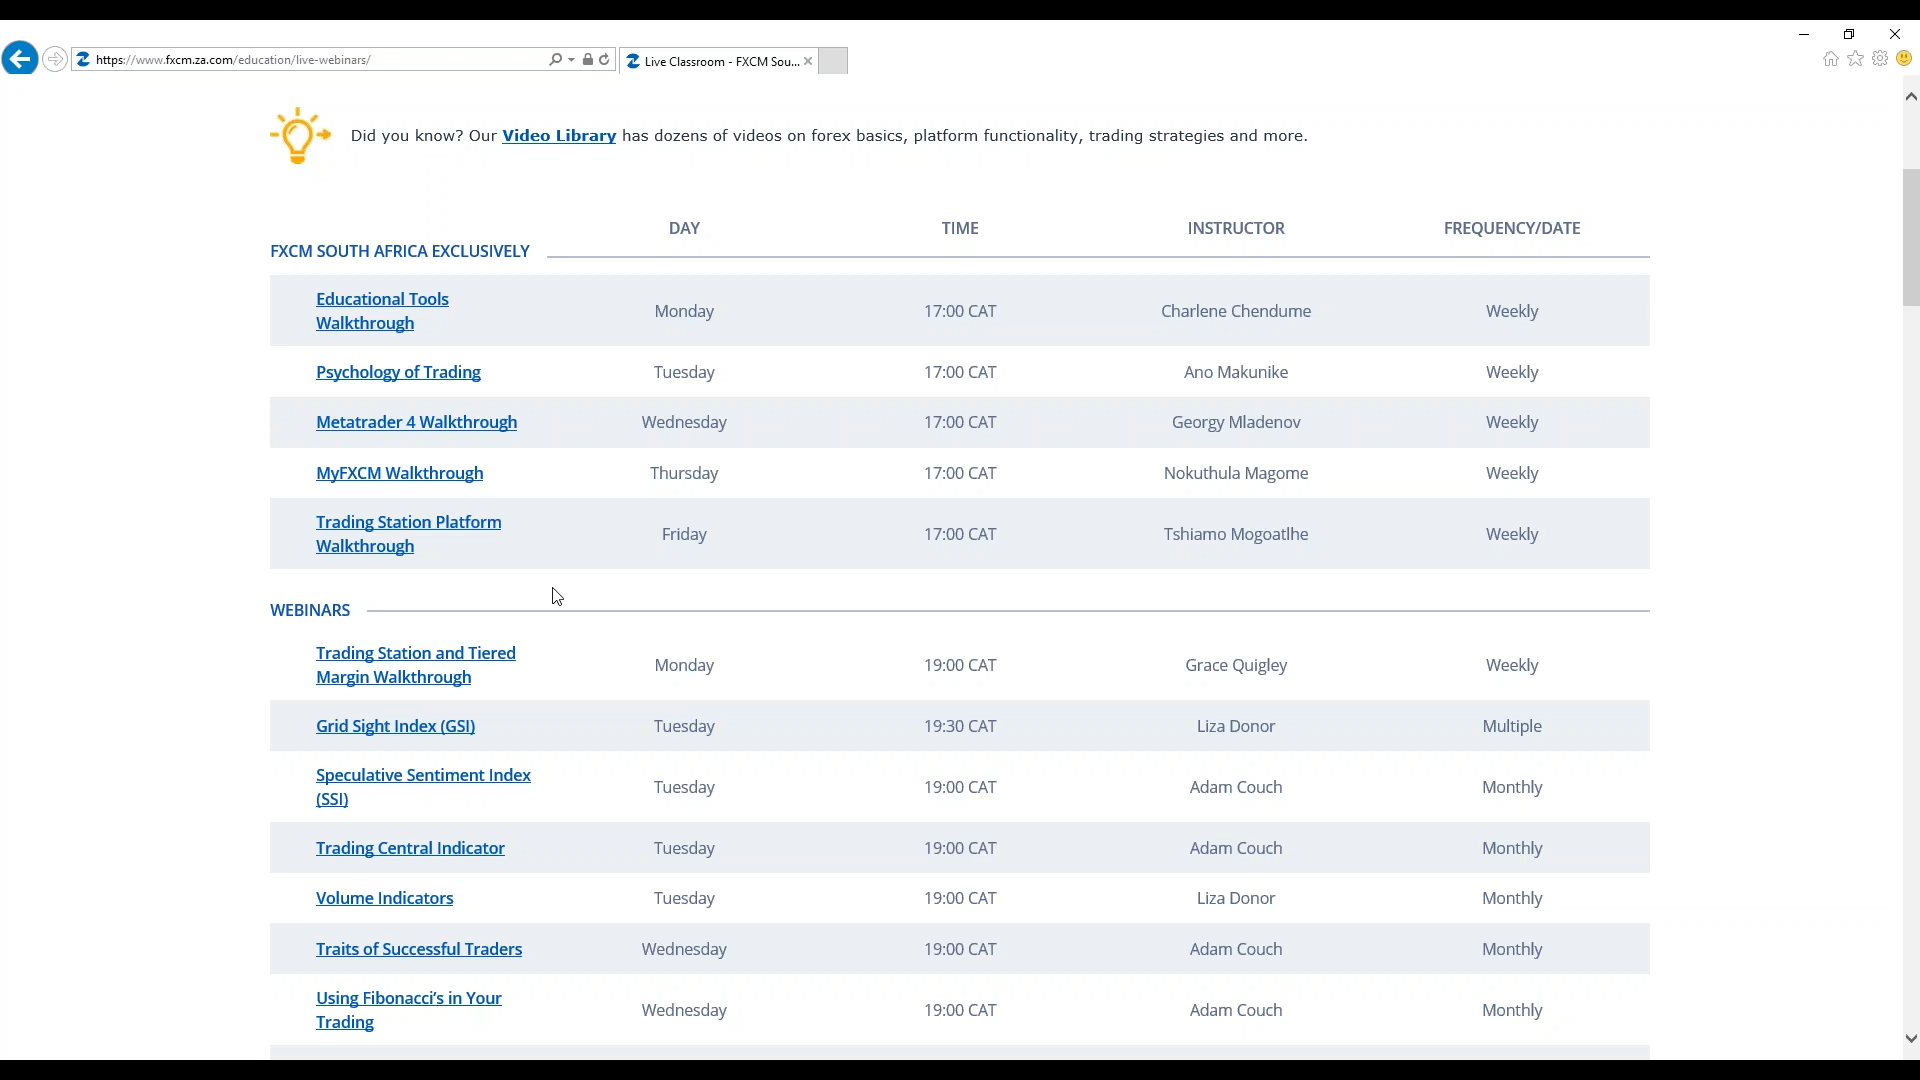 https://www.fxcm.za.com/education/live-webinars/
Live Classroom - FXCM Sou...
Did you know? Our Video Library has dozens of videos on forex basics, platform functionality, trading strategies and more.
DAY TIME INSTRUCTOR FREQUENCY/DATE
FXCM SOUTH AFRICA EXCLUSIVELY
Educational Tools
Walkthrough
Monday 17:00 CAT Charlene Chendume Weekly
Psychology of Trading Tuesday 17:00 CAT Ano Makunike Weekly
Metatrader 4 Walkthrough Wednesday 17:00 CAT Georgy Mladenov Weekly
MyFXCM Walkthrough Thursday 17:00 CAT Nokuthula Magome Weekly
Trading Station Platform
Walkthrough
Friday 17:00 CAT Tshiamo Mogoatlhe Weekly
WEBINARS
Trading Station and Tiered
Margin Walkthrough
Monday 19:00 CAT Grace Quigley Weekly
Grid Sight Index (GSI) Tuesday 19:30 CAT Liza Donor Multiple
Speculative Sentiment Index
(SSI)
Tuesday 19:00 CAT Adam Couch Monthly
Trading Central Indicator Tuesday 19:00 CAT Adam Couch Monthly
Volume Indicators Tuesday 19:00 CAT Liza Donor Monthly
Traits of Successful Traders Wednesday 19:00 CAT Adam Couch Monthly
Using Fibonacci's in Your
Trading
Wednesday 19:00 CAT Adam Couch Monthly